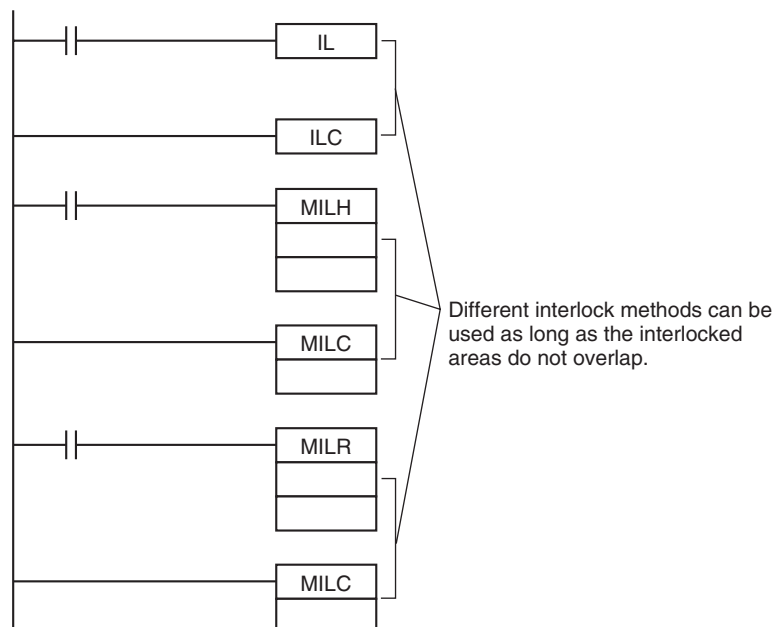 IL
ILC
MILH
MILC
Different interlock methods can be
used as long as the interlocked
areas do not overlap.
MILR
MILC